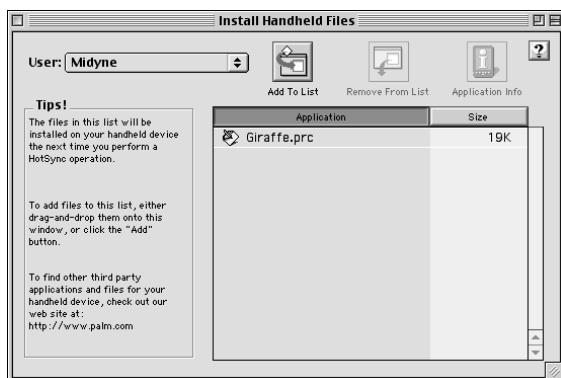 Install Handheld Files
User: Midyne
Add To List
Remove From List
Application Info
?
Tips!
The files in this list will be
installed on your handheld device
the next time you perform a
HotSync operation.
To add files to this list, either
drag-and-drop them onto this
window, or click the "Add"
button.
To find other third party
applications and files for your
handheld device, check out our
web site at:
http://www.palm.com
Application
Size
Giraffe.prc
19K